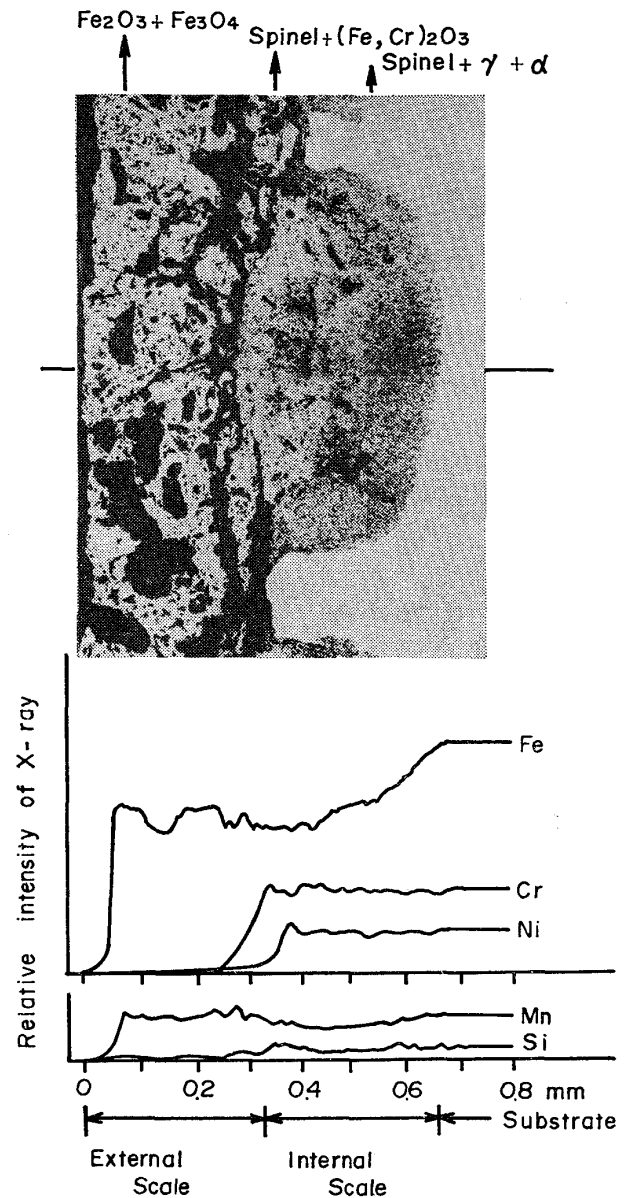 Fe2O3 + Fe3O4
Spinel + (Fe, Cr)2O3
Spinel + γ + α
Relative intensity of X-ray
Fe
Cr
Ni
Mn
Si
0 0.2 0.4 0.6 0.8 mm
Substrate
External Scale
Internal Scale